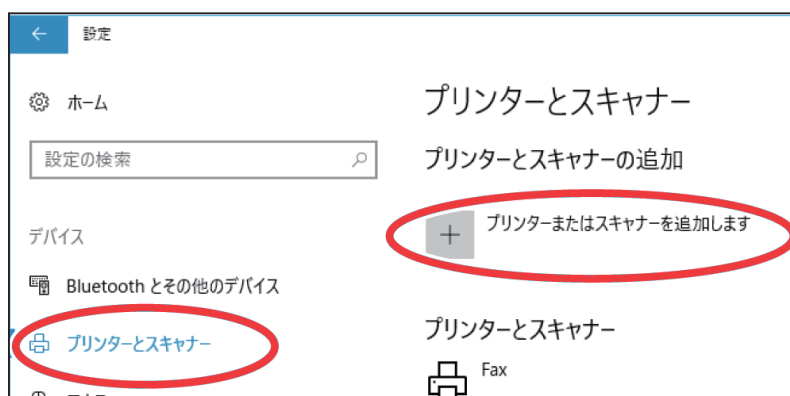 設定
ホーム
設定の検索
デバイス
Bluetooth とその他のデバイス
プリンターとスキャナー
プリンターとスキャナー
プリンターとスキャナーの追加
プリンターまたはスキャナーを追加します
プリンターとスキャナー
Fax